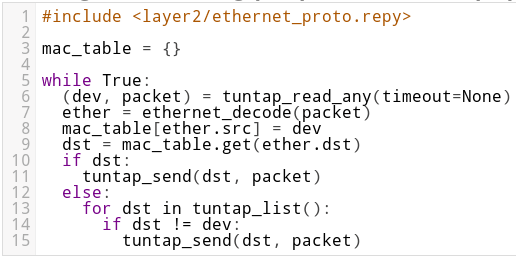 1 #include <layer2/ethernet_proto.repy>
2
3 mac_table = {}
4
5 while True:
6   (dev, packet) = tuntap_read_any(timeout=None)
7   ether = ethernet_decode(packet)
8   mac_table[ether.src] = dev
9   dst = mac_table.get(ether.dst)
10   if dst:
11     tuntap_send(dst, packet)
12   else:
13     for dst in tuntap_list():
14       if dst != dev:
15         tuntap_send(dst, packet)